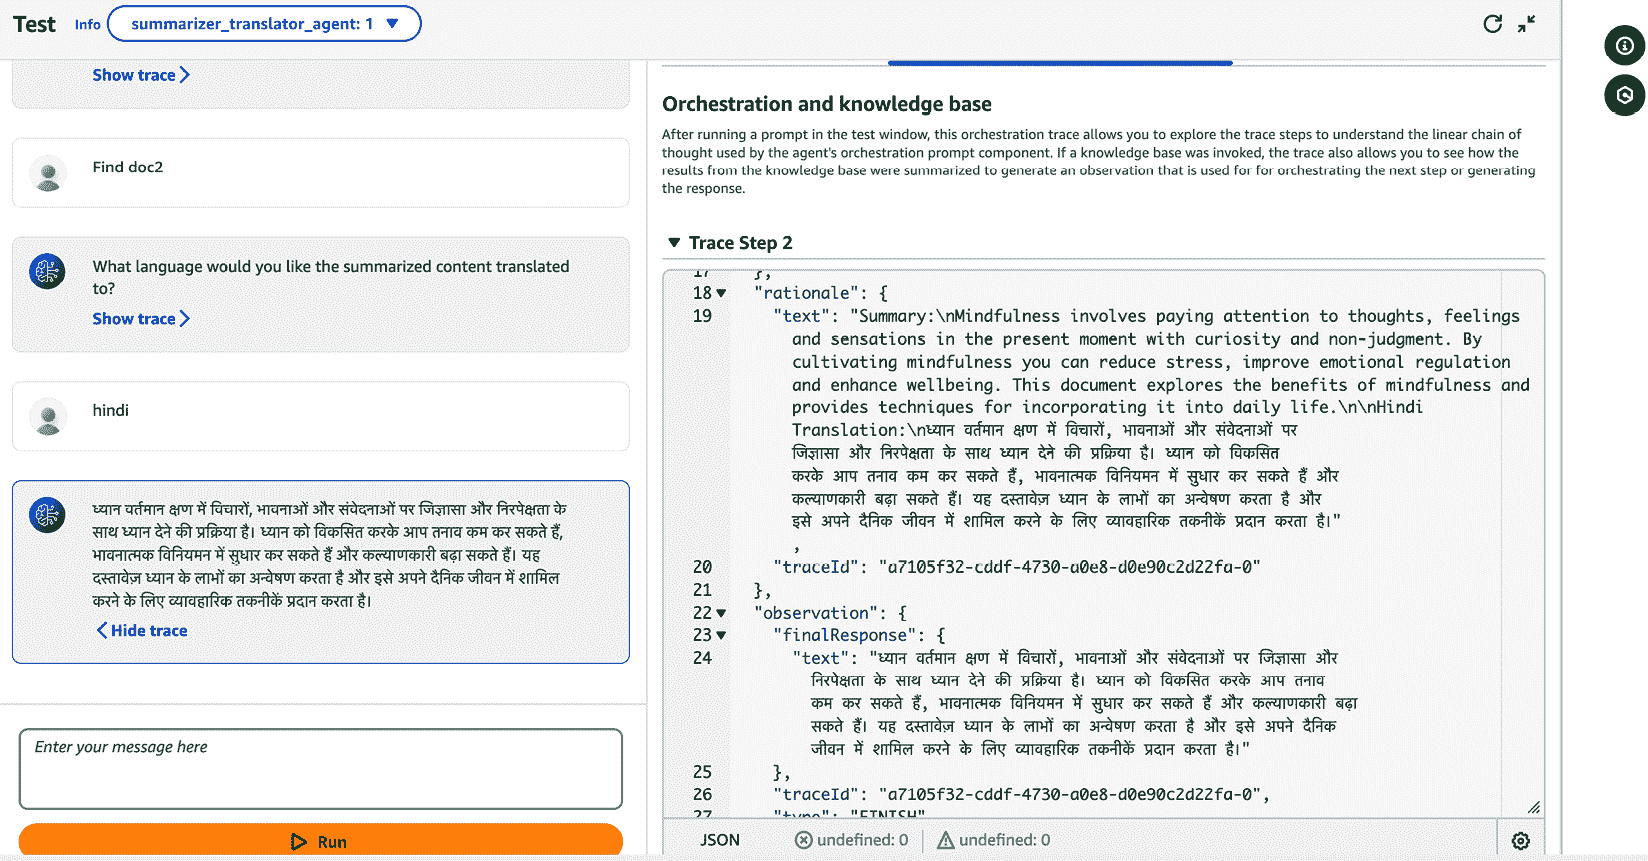 Test Info summarizer_translator_agent: 1
Show trace
Find doc2
What language would you like the summarized content translated
to?
Show trace
hindi
ध्यान वर्तमान क्षण में विचारों, भावनाओं और संवेदनाओं पर जिज्ञासा और निरपेक्षता के
साथ ध्यान देने की प्रक्रिया है। ध्यान को विकसित करके आप तनाव कम कर सकते हैं,
भावनात्मक विनियमन में सुधार कर सकते हैं और कल्याणकारी बढ़ा सकते हैं। यह
दस्तावेज़ ध्यान के लाभों का अन्वेषण करता है और इसे अपने दैनिक जीवन में शामिल
करने के लिए व्यावहारिक तकनीकें प्रदान करता है।
Hide trace
Enter your message here
Run
Orchestration and knowledge base
After running a prompt in the test window, this orchestration trace allows you to explore the trace steps to understand the linear chain of
thought used by the agent's orchestration prompt component. If a knowledge base was invoked, the trace also allows you to see how the
results from the knowledge base were summarized to generate an observation that is used for for orchestrating the next step or generating
the response.
Trace Step 2
17 },
18 "rationale": {
19 "text": "Summary:\nMindfulness involves paying attention to thoughts, feelings
and sensations in the present moment with curiosity and non-judgment. By
cultivating mindfulness you can reduce stress, improve emotional regulation
and enhance wellbeing. This document explores the benefits of mindfulness and
provides techniques for incorporating it into daily life.\n\nHindi
Translation:\nध्यान वर्तमान क्षण में विचारों, भावनाओं और संवेदनाओं पर
जिज्ञासा और निरपेक्षता के साथ ध्यान देने की प्रक्रिया है। ध्यान को विकसित
करके आप तनाव कम कर सकते हैं, भावनात्मक विनियमन में सुधार कर सकते हैं और
कल्याणकारी बढ़ा सकते हैं। यह दस्तावेज़ ध्यान के लाभों का अन्वेषण करता है और
इसे अपने दैनिक जीवन में शामिल करने के लिए व्यावहारिक तकनीकें प्रदान करता है।"
,
20 "traceId": "a7105f32-cddf-4730-a0e8-d0e90c2d22fa-0"
21 },
22 "observation": {
23 "finalResponse": {
24 "text": "ध्यान वर्तमान क्षण में विचारों, भावनाओं और संवेदनाओं पर जिज्ञासा और
निरपेक्षता के साथ ध्यान देने की प्रक्रिया है। ध्यान को विकसित करके आप तनाव
कम कर सकते हैं, भावनात्मक विनियमन में सुधार कर सकते हैं और कल्याणकारी बढ़ा
सकते हैं। यह दस्तावेज़ ध्यान के लाभों का अन्वेषण करता है और इसे अपने दैनिक
जीवन में शामिल करने के लिए व्यावहारिक तकनीकें प्रदान करता है।"
25 },
26 "traceId": "a7105f32-cddf-4730-a0e8-d0e90c2d22fa-0",
27 "type": "FINISH"
JSON undefined: 0 undefined: 0